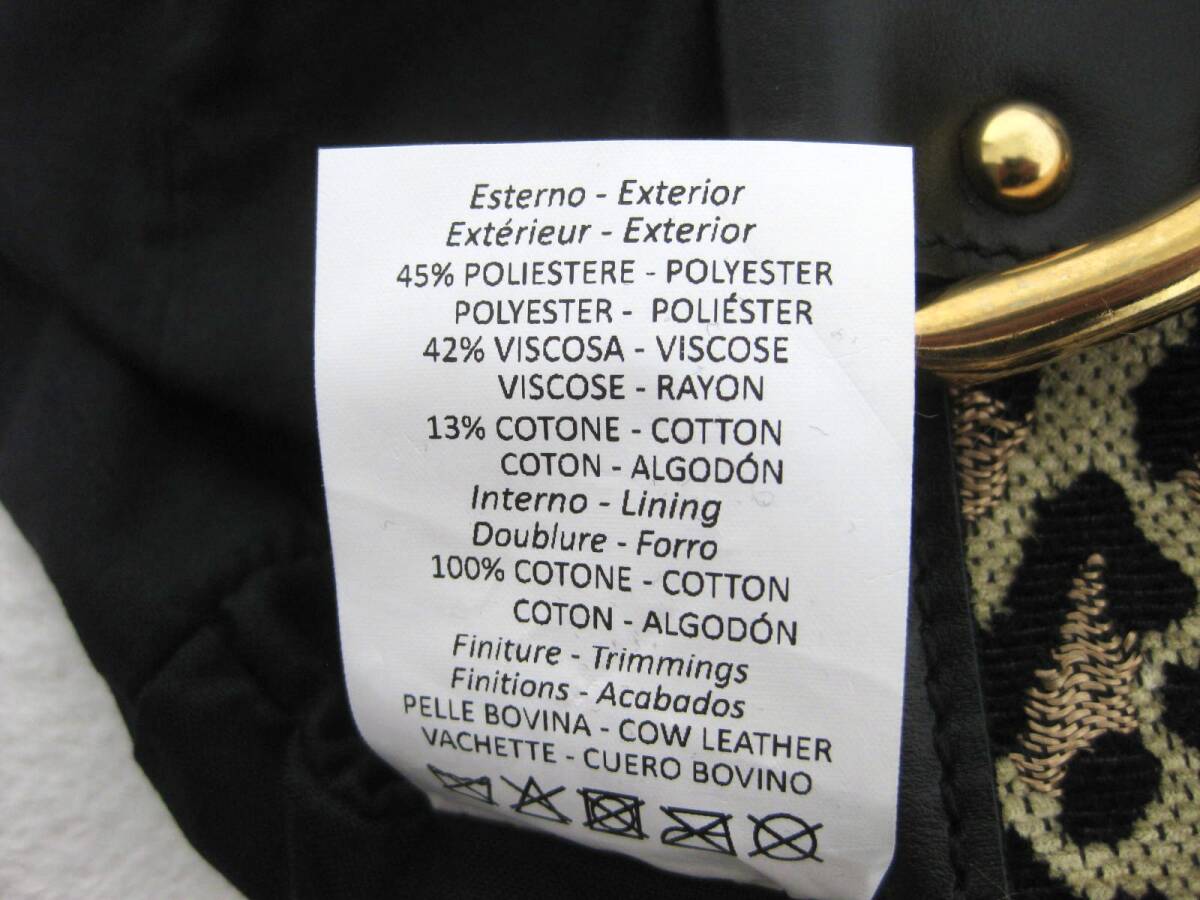 Esterno - Exterior
Extérieur - Exterior
45% POLIESTERE - POLYESTER
POLYESTER - POLIÉSTER
42% VISCOSA - VISCOSE
VISCOSE - RAYON
13% COTONE - COTTON
COTON - ALGODÓN
Interno - Lining
Doublure - Forro
100% COTONE - COTTON
COTON - ALGODÓN
Finiture - Trimmings
Finitions - Acabados
PELLE BOVINA - COW LEATHER
VACHETTE - CUERO BOVINO